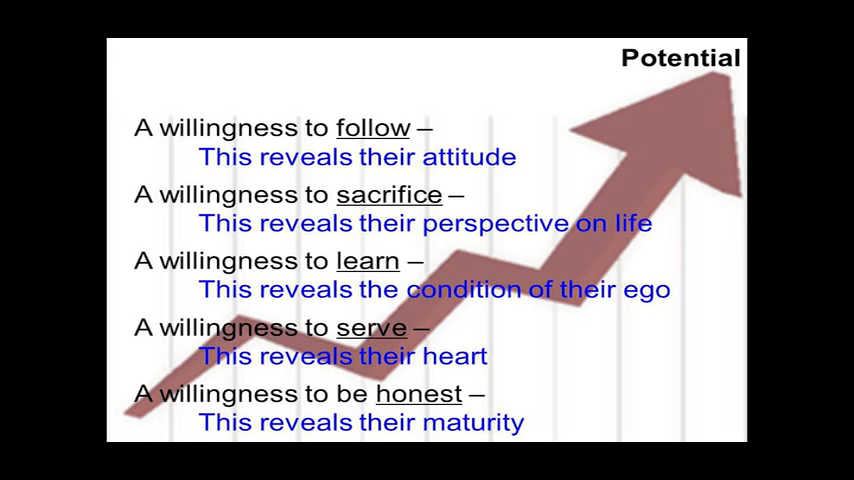 Potential
A willingness to follow –
This reveals their attitude
A willingness to sacrifice –
This reveals their perspective on life
A willingness to learn –
This reveals the condition of their ego
A willingness to serve –
This reveals their heart
A willingness to be honest –
This reveals their maturity